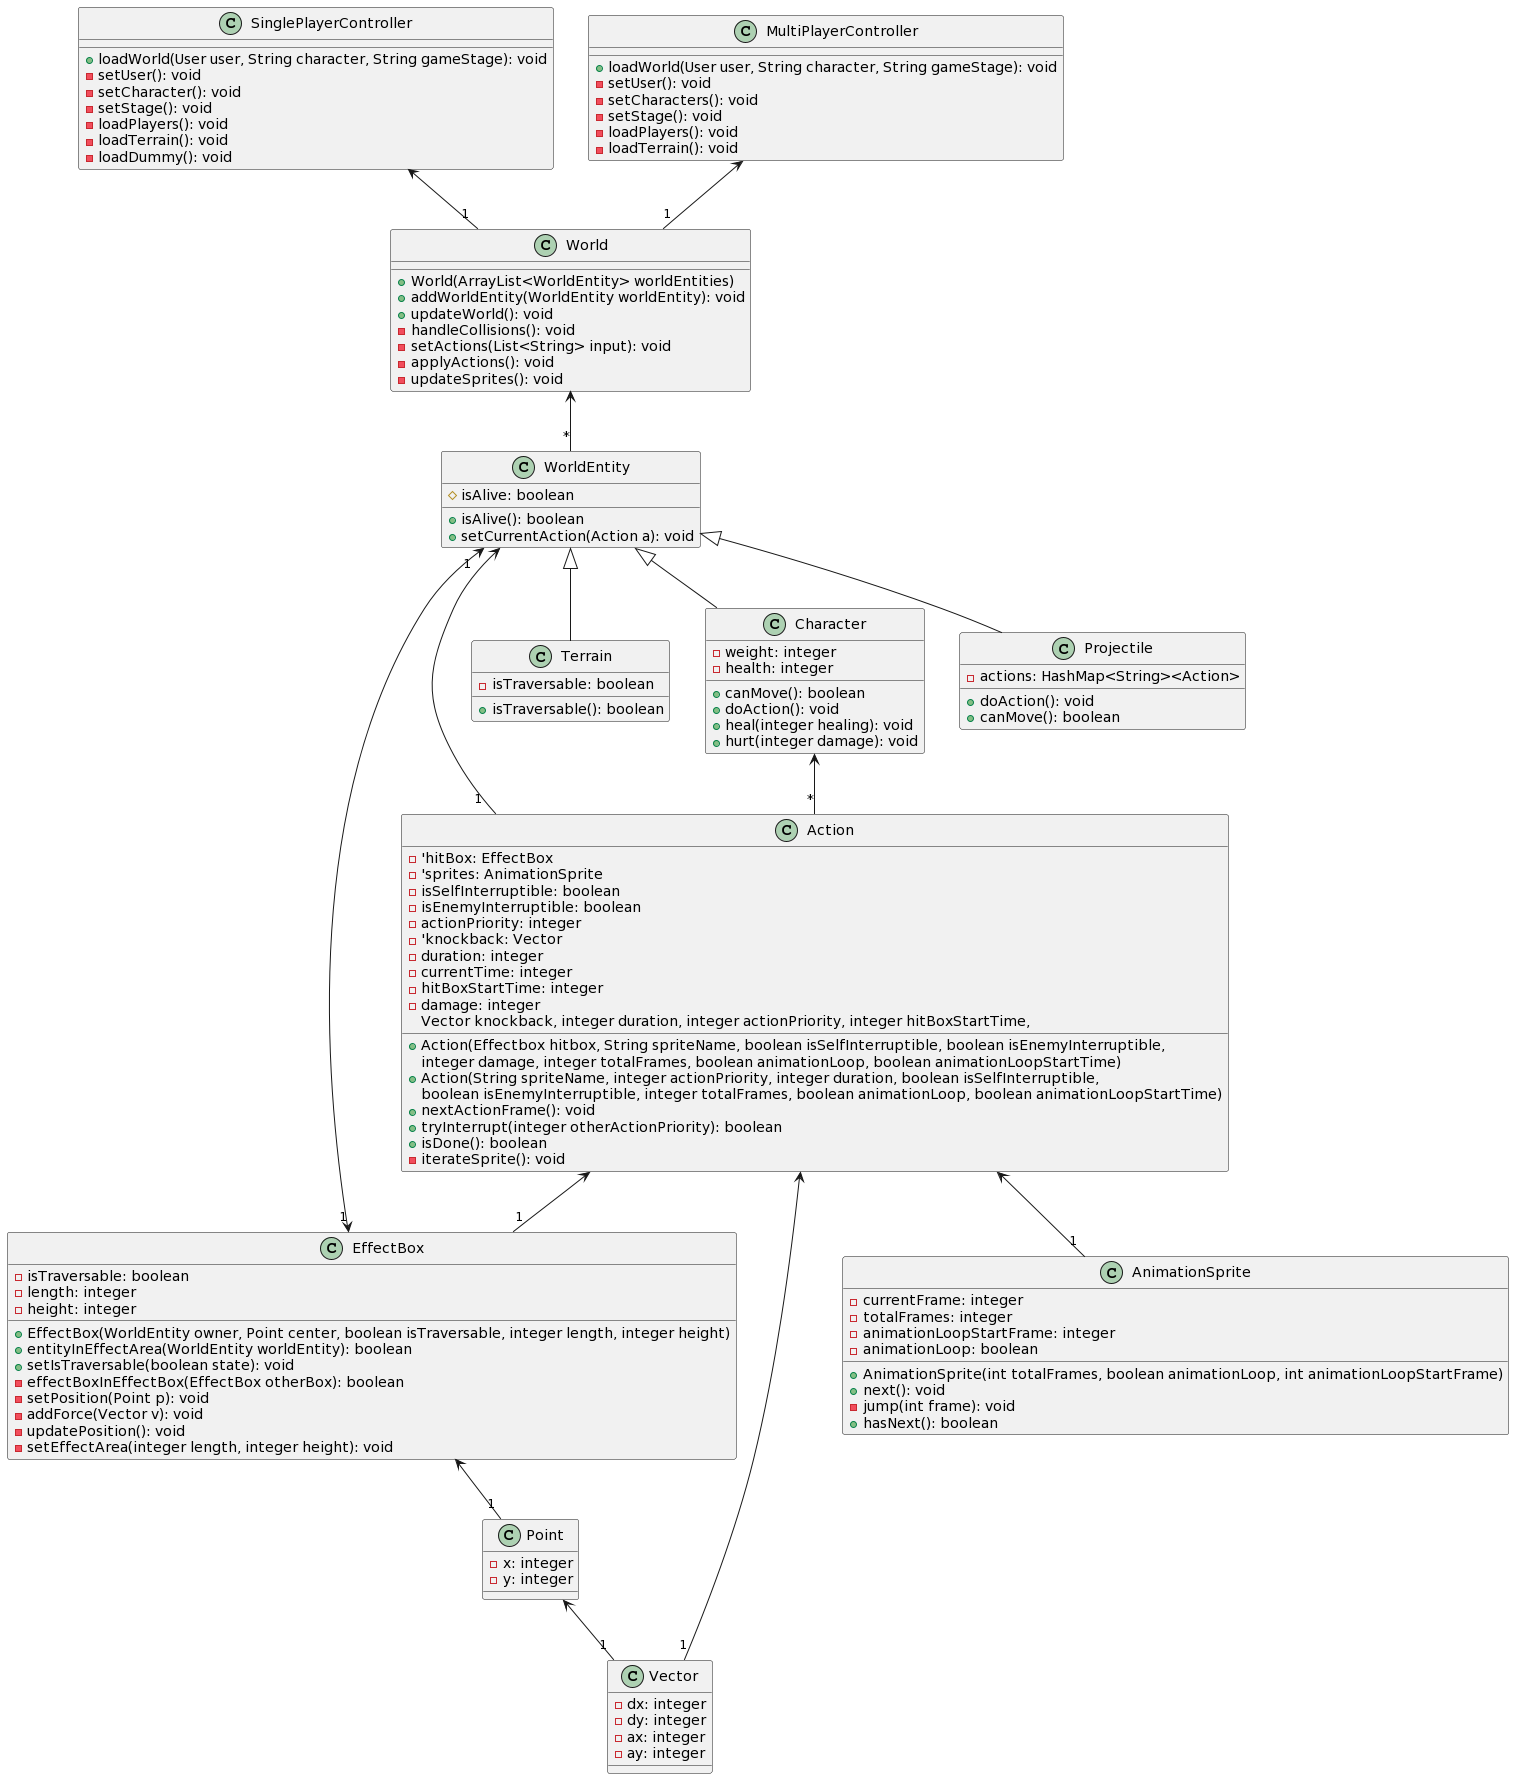 C SinglePlayerController
loadWorld(User user, String character, String gameStage): void
setUser(): void
setCharacter(): void
setStage(): void
loadPlayers(): void
loadTerrain(): void
loadDummy(): void
C MultiPlayerController
loadWorld(User user, String character, String gameStage): void
setUser(): void
setCharacters(): void
setStage(): void
loadPlayers(): void
loadTerrain(): void
1
1
C World
World(ArrayList<WorldEntity> worldEntities)
addWorldEntity(WorldEntity worldEntity): void
updateWorld(): void
handleCollisions(): void
setActions(List<String> input): void
applyActions(): void
updateSprites(): void
*
C WorldEntity
isAlive: boolean
isAlive(): boolean
setCurrentAction(Action a): void
1
C Terrain
isTraversable: boolean
isTraversable(): boolean
C Character
weight: integer
health: integer
canMove(): boolean
doAction(): void
heal(integer healing): void
hurt(integer damage): void
C Projectile
actions: HashMap<String><Action>
doAction(): void
canMove(): boolean
1
*
C Action
'hitBox: EffectBox
'sprites: AnimationSprite
isSelfInterruptible: boolean
isEnemyInterruptible: boolean
actionPriority: integer
'knockback: Vector
duration: integer
currentTime: integer
hitBoxStartTime: integer
damage: integer
Vector knockback, integer duration, integer actionPriority, integer hitBoxStartTime,
Action(Effectbox hitbox, String spriteName, boolean isSelfInterruptible, boolean isEnemyInterruptible,
integer damage, integer totalFrames, boolean animationLoop, boolean animationLoopStartTime)
Action(String spriteName, integer actionPriority, integer duration, boolean isSelfInterruptible,
boolean isEnemyInterruptible, integer totalFrames, boolean animationLoop, boolean animationLoopStartTime)
nextActionFrame(): void
tryInterrupt(integer otherActionPriority): boolean
isDone(): boolean
iterateSprite(): void
1
1
1
C EffectBox
isTraversable: boolean
length: integer
height: integer
EffectBox(WorldEntity owner, Point center, boolean isTraversable, integer length, integer height)
entityInEffectArea(WorldEntity worldEntity): boolean
setIsTraversable(boolean state): void
effectBoxInEffectBox(EffectBox otherBox): boolean
setPosition(Point p): void
addForce(Vector v): void
updatePosition(): void
setEffectArea(integer length, integer height): void
C AnimationSprite
currentFrame: integer
totalFrames: integer
animationLoopStartFrame: integer
animationLoop: boolean
AnimationSprite(int totalFrames, boolean animationLoop, int animationLoopStartFrame)
next(): void
jump(int frame): void
hasNext(): boolean
1
C Point
x: integer
y: integer
1
1
C Vector
dx: integer
dy: integer
ax: integer
ay: integer